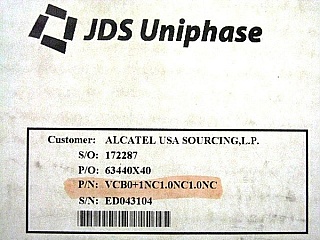 JDS Uniphase
Customer: ALCATEL USA SOURCING,L.P.
S/O: 172287
P/O: 63440X40
P/N: VCB0+1NC1.0NC1.0NC
S/N: ED043104